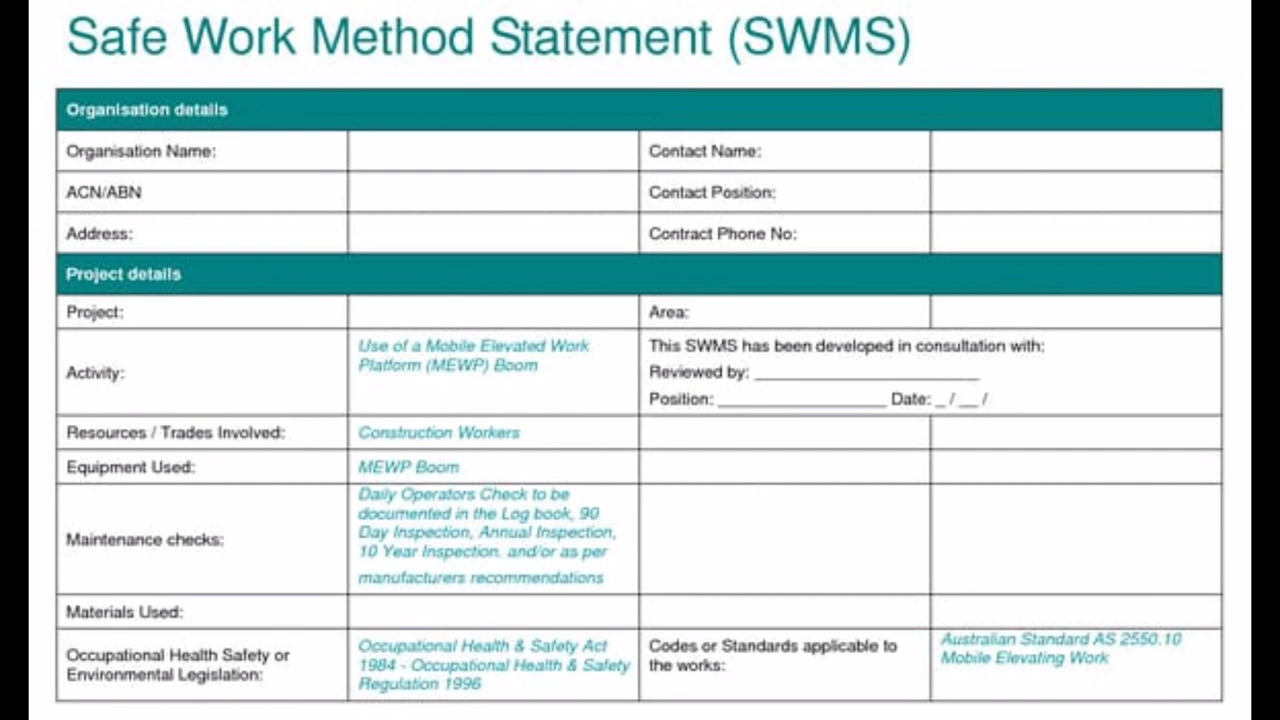 Safe Work Method Statement (SWMS)
Organisation details
Organisation Name:
Contact Name:
ACN/ABN
Contact Position:
Address:
Contract Phone No:
Project details
Project:
Area:
Activity:
Use of a Mobile Elevated Work
Platform (MEWP) Boom
This SWMS has been developed in consultation with:
Reviewed by: ________________________
Position: __________________ Date: _ / __ /
Resources / Trades Involved:
Construction Workers
Equipment Used:
MEWP Boom
Maintenance checks:
Daily Operators Check to be
documented in the Log book, 90
Day Inspection, Annual Inspection,
10 Year Inspection. and/or as per
manufacturers recommendations
Materials Used:
Occupational Health Safety or
Environmental Legislation:
Occupational Health & Safety Act
1984 - Occupational Health & Safety
Regulation 1996
Codes or Standards applicable to
the works:
Australian Standard AS 2550.10
Mobile Elevating Work